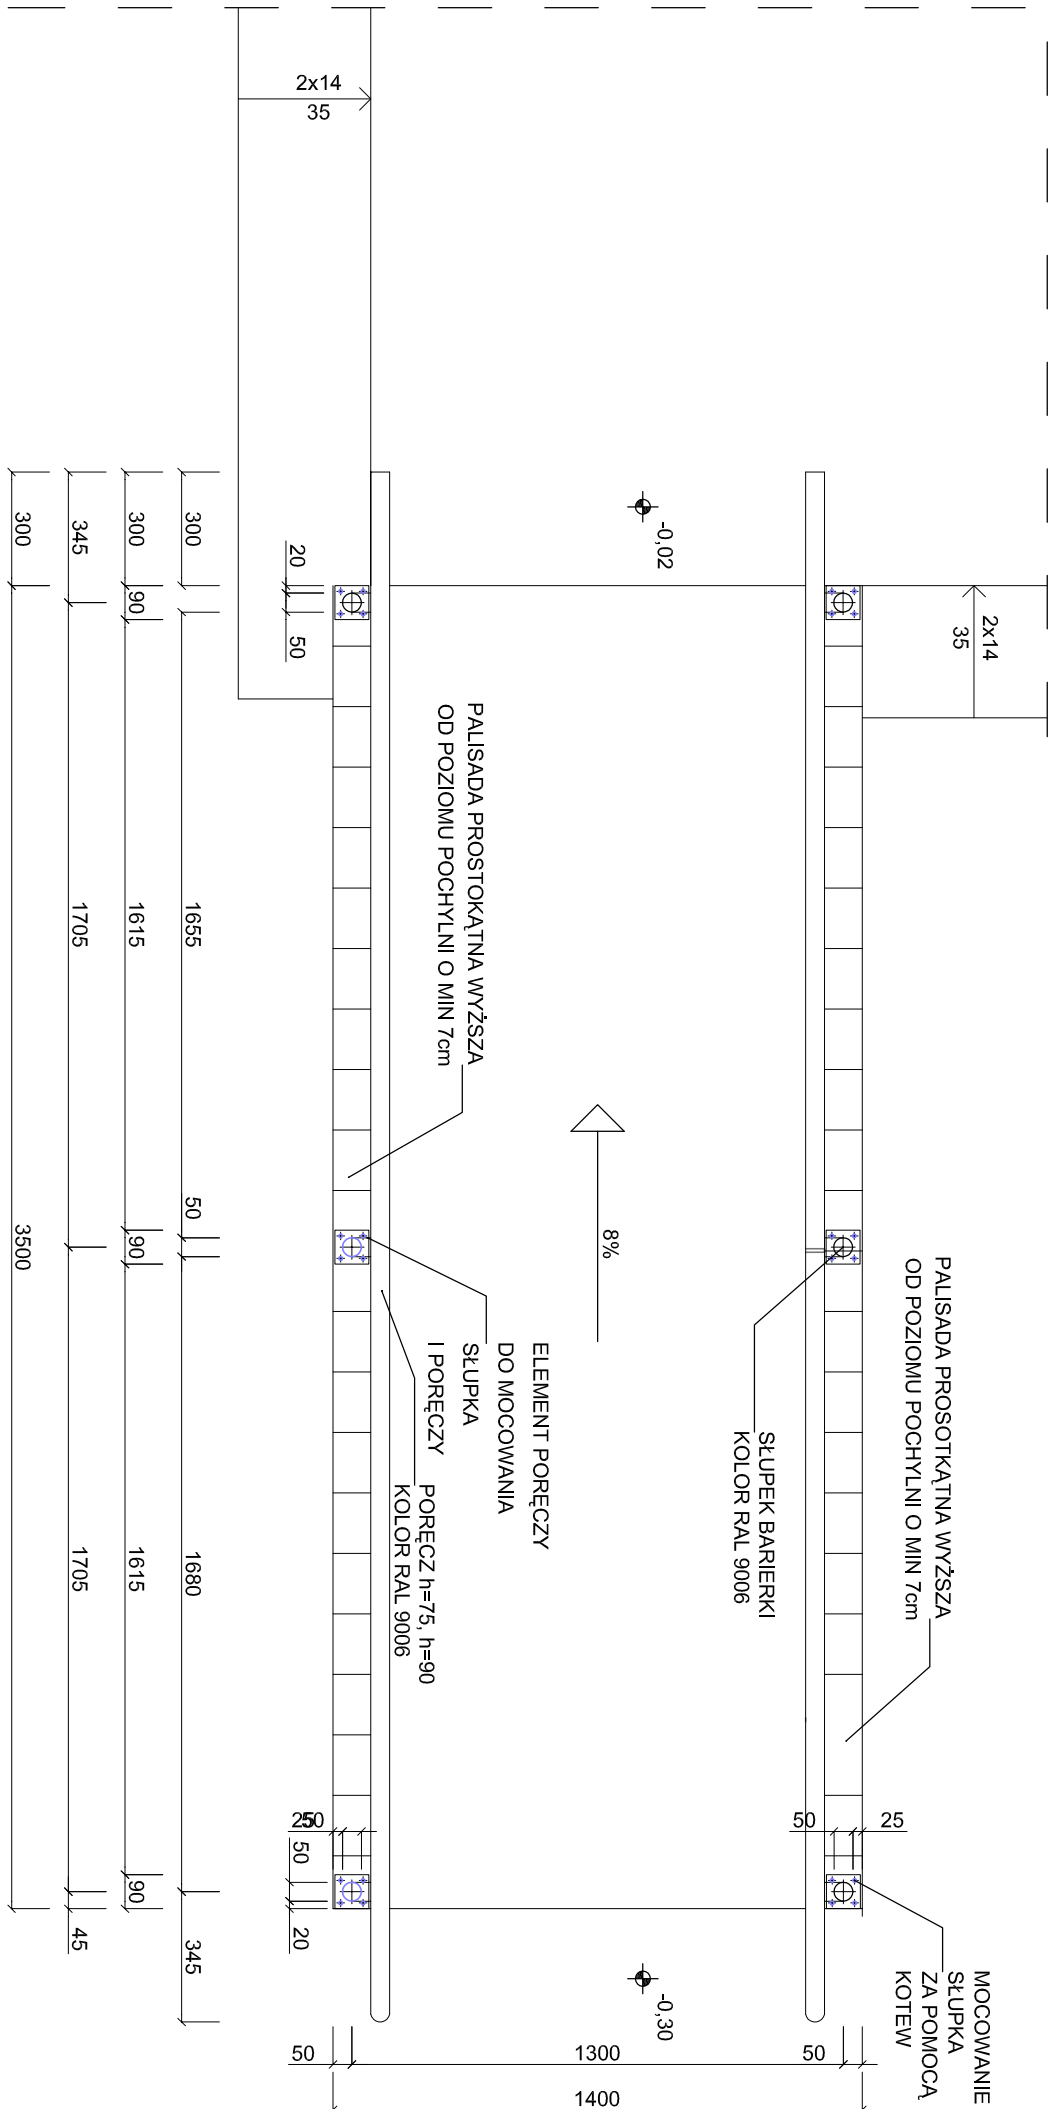 2x14
35
2x14
35
-0,02
300
345
300
300
20
50
90
PALISADA PROSTOKĄTNA WYŻSZA
OD POZIOMU POCHYLNI O MIN 7cm
1705
1615
1655
8%
PALISADA PROSOTKĄTNA WYŻSZA
OD POZIOMU POCHYLNI O MIN 7cm
3500
90
50
ELEMENT PORĘCZY
DO MOCOWANIA
SŁUPKA
I PORĘCZY
SŁUPEK BARIERKI
KOLOR RAL 9006
PORĘCZ h=75, h=90
KOLOR RAL 9006
1705
1615
1680
25
50
50
25
50
20
90
45
345
MOCOWANIE
SŁUPKA
ZA POMOCĄ
KOTEW
-0,30
50
1300
50
1400